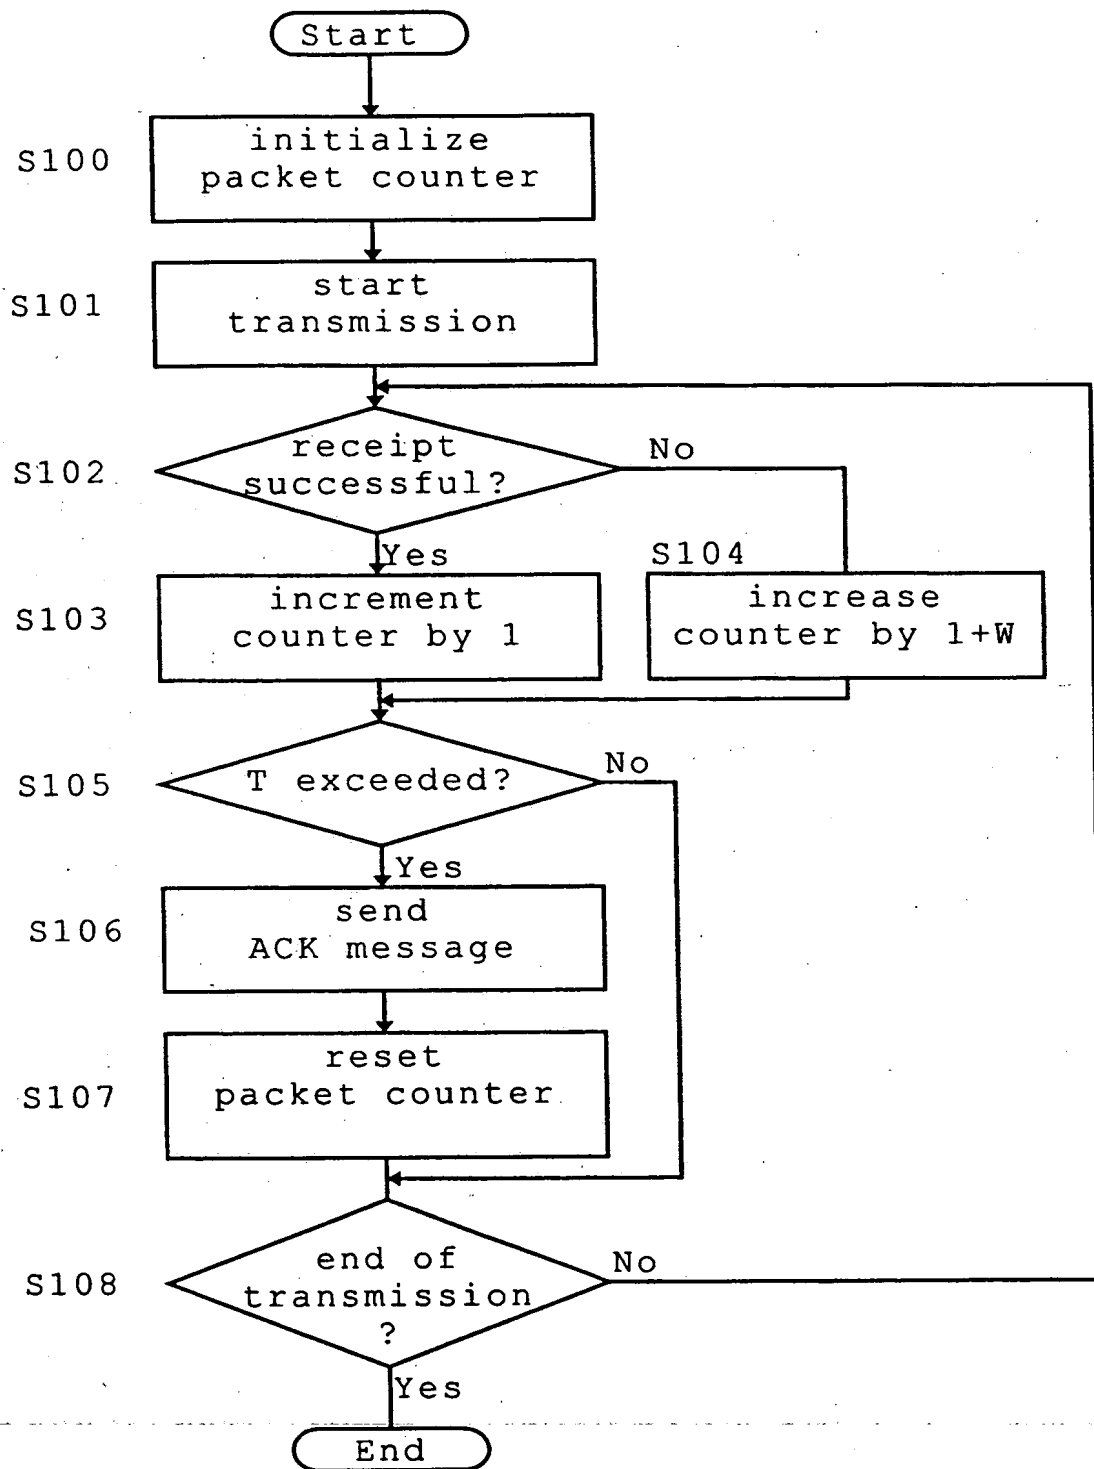 Start
S100
initialize
packet counter
S101
start
transmission
S102
receipt
successful?
No
Yes
S104
S103
increment
counter by 1
increase
counter by 1+W
S105
T exceeded?
No
Yes
S106
send
ACK message
S107
reset
packet counter
S108
end of
transmission
?
No
Yes
End